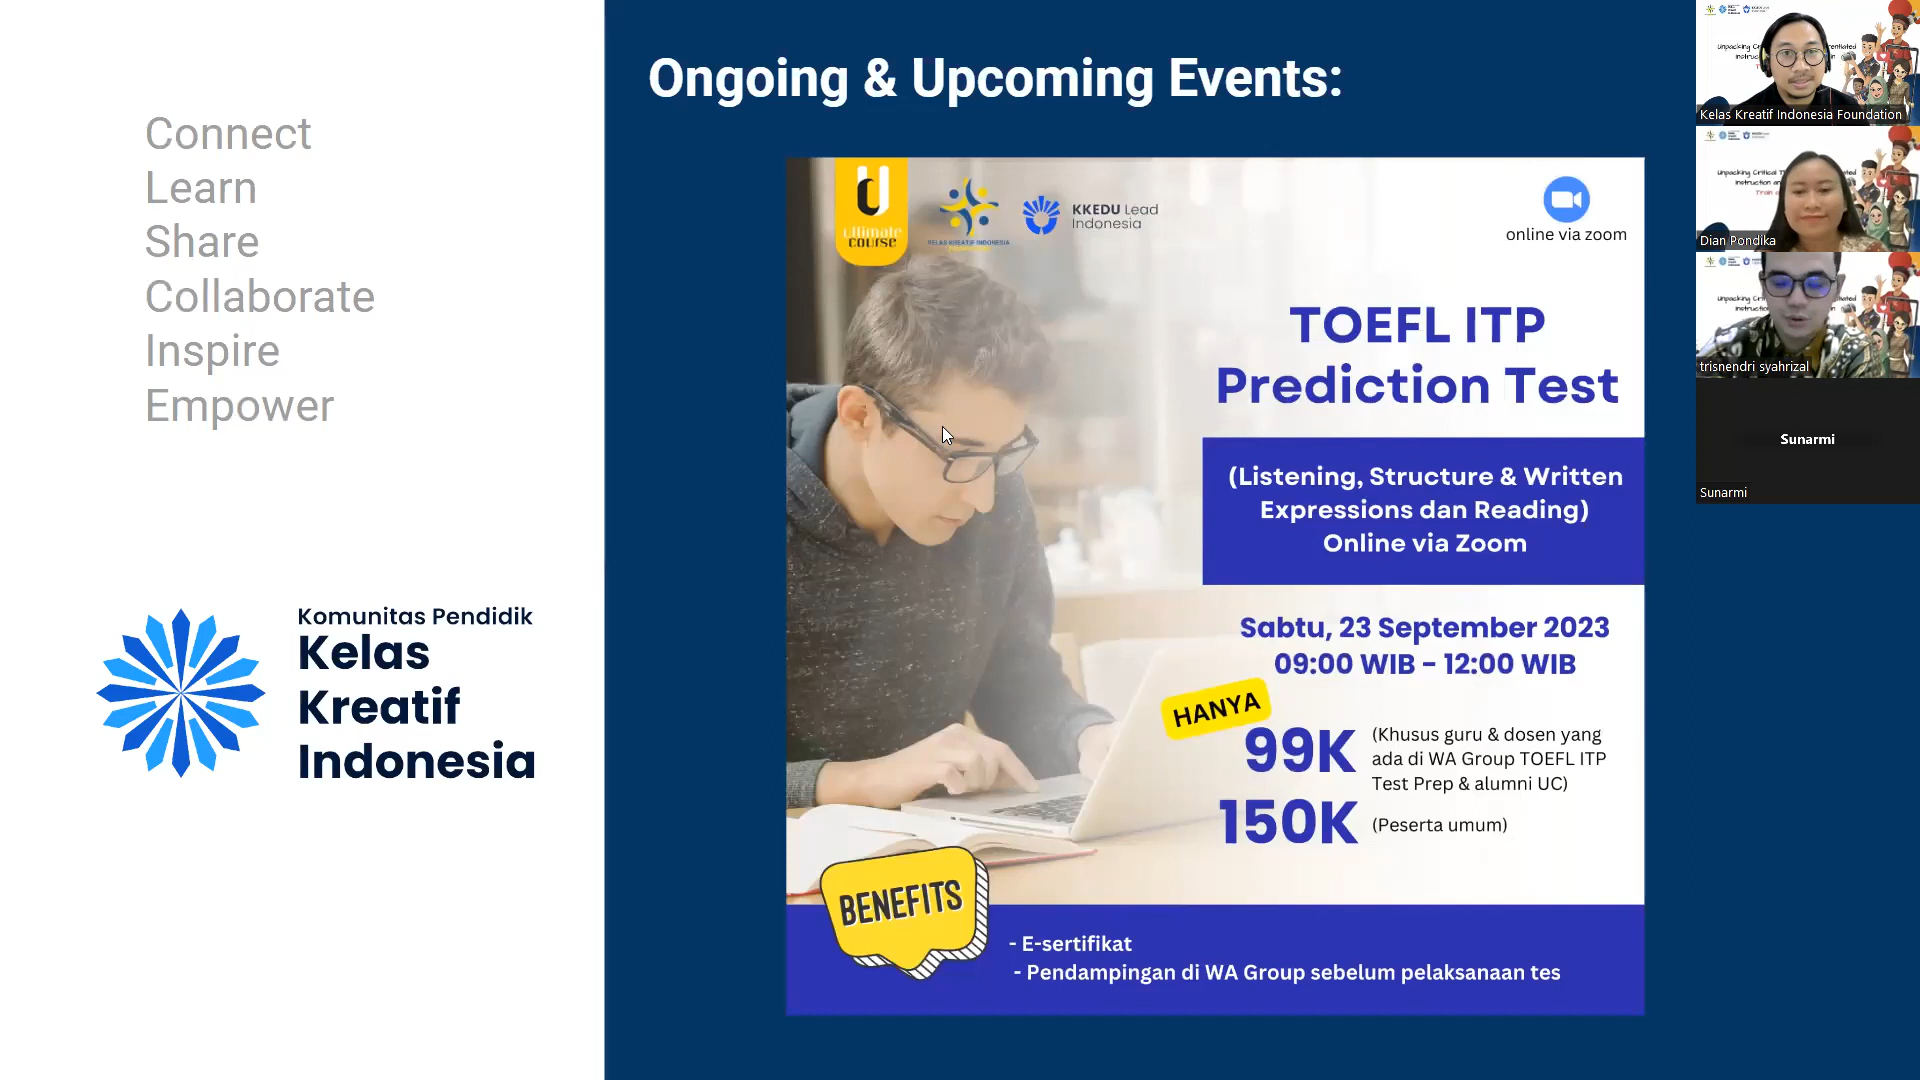 Connect
Learn
Share
Collaborate
Inspire
Empower
Komunitas Pendidik
Kelas
Kreatif
Indonesia
Ongoing & Upcoming Events:
ultimate
course
KELAS KREATIF INDONESIA
KKEDU Lead
Indonesia
online via zoom
TOEFL ITP
Prediction Test
(Listening, Structure & Written
Expressions dan Reading)
Online via Zoom
Sabtu, 23 September 2023
09:00 WIB - 12:00 WIB
HANYA
99K
(Khusus guru & dosen yang
ada di WA Group TOEFL ITP
Test Prep & alumni UC)
150K
(Peserta umum)
BENEFITS
- E-sertifikat
- Pendampingan di WA Group sebelum pelaksanaan tes
Kelas Kreatif Indonesia Foundation
Dian Pondika
trisnendri syahrizal
Sunarmi
Sunarmi